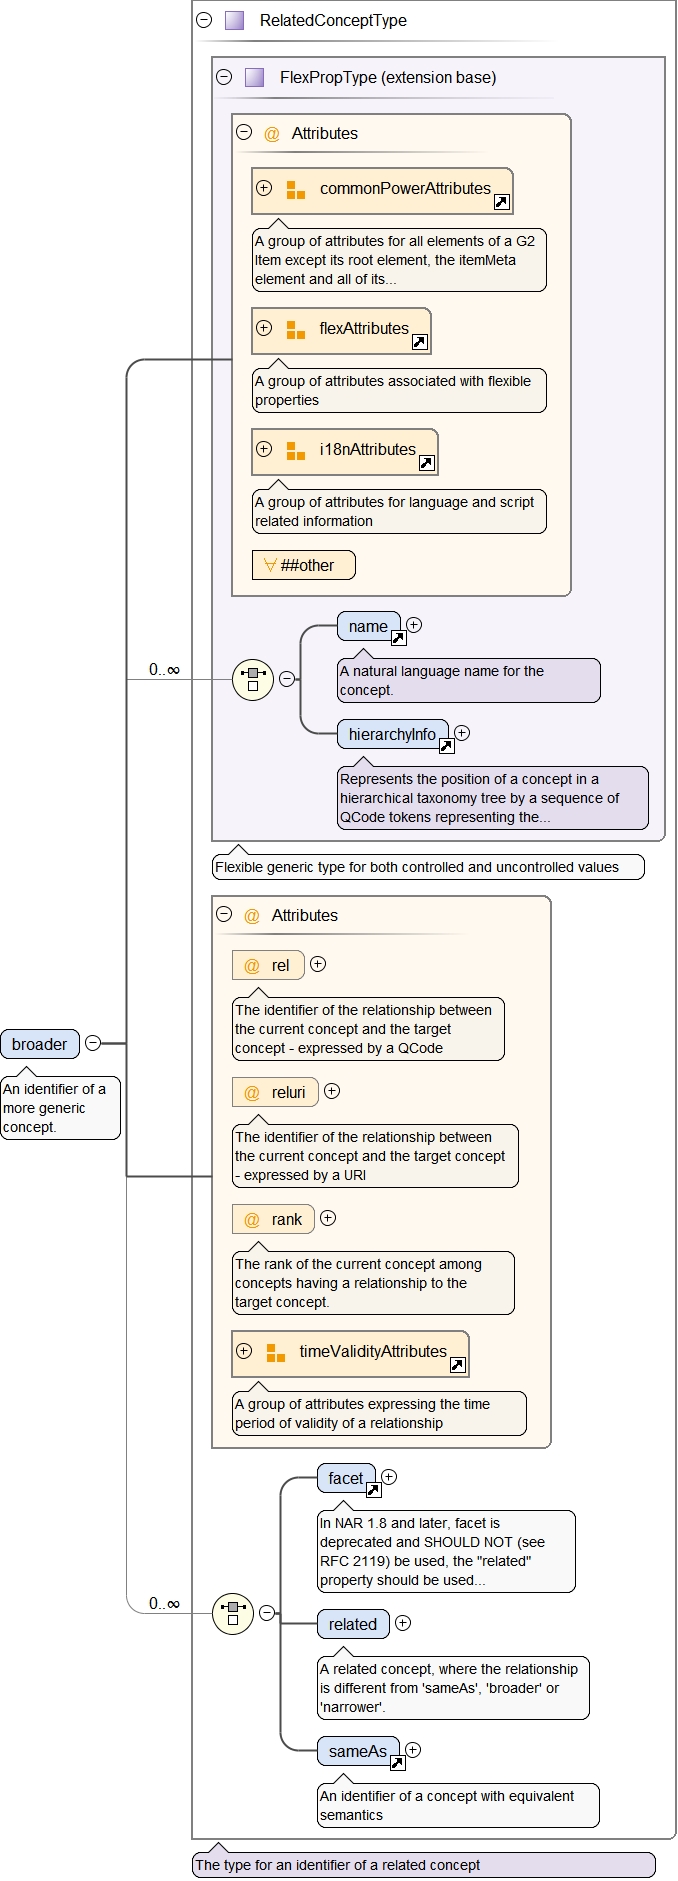 RelatedConceptType
FlexPropType (extension base)
@ Attributes
commonPowerAttributes
A group of attributes for all elements of a G2
Item except its root element, the itemMeta
element and all of its...
flexAttributes
A group of attributes associated with flexible
properties
i18nAttributes
A group of attributes for language and script
related information
∀ ##other
0..∞
name
A natural language name for the
concept.
hierarchyInfo
Represents the position of a concept in a
hierarchical taxonomy tree by a sequence of
QCode tokens representing the...
Flexible generic type for both controlled and uncontrolled values
@ Attributes
@ rel
The identifier of the relationship between
the current concept and the target
concept - expressed by a QCode
broader
An identifier of a
more generic
concept.
@ reluri
The identifier of the relationship between
the current concept and the target concept
- expressed by a URI
@ rank
The rank of the current concept among
concepts having a relationship to the
target concept.
timeValidityAttributes
A group of attributes expressing the time
period of validity of a relationship
0..∞
facet
In NAR 1.8 and later, facet is
deprecated and SHOULD NOT (see
RFC 2119) be used, the "related"
property should be used...
related
A related concept, where the relationship
is different from 'sameAs', 'broader' or
'narrower'.
sameAs
An identifier of a concept with equivalent
semantics
The type for an identifier of a related concept